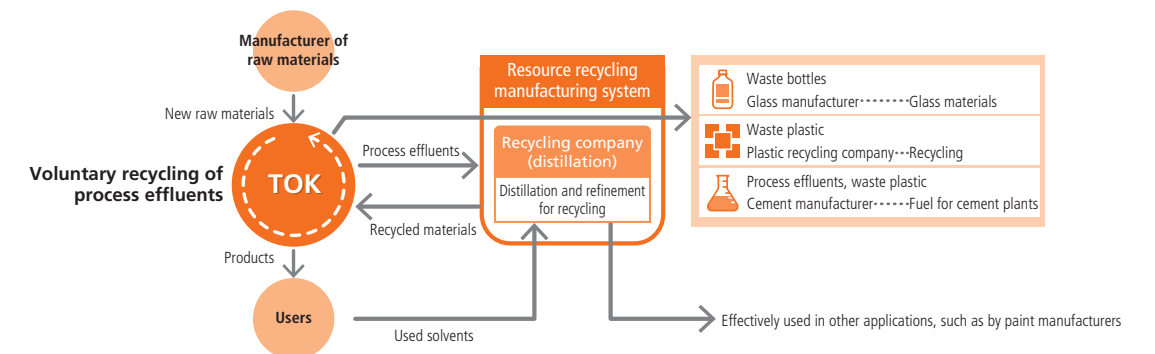 Manufacturer of
raw materials
New raw materials
Voluntary recycling of
process effluents
TOK
Products
Users
Process effluents
Recycled materials
Used solvents
Resource recycling
manufacturing system
Recycling company
(distillation)
Distillation and refinement
for recycling
Waste bottles
Glass manufacturer········Glass materials
Waste plastic
Plastic recycling company···Recycling
Process effluents, waste plastic
Cement manufacturer······Fuel for cement plants
Effectively used in other applications, such as by paint manufacturers